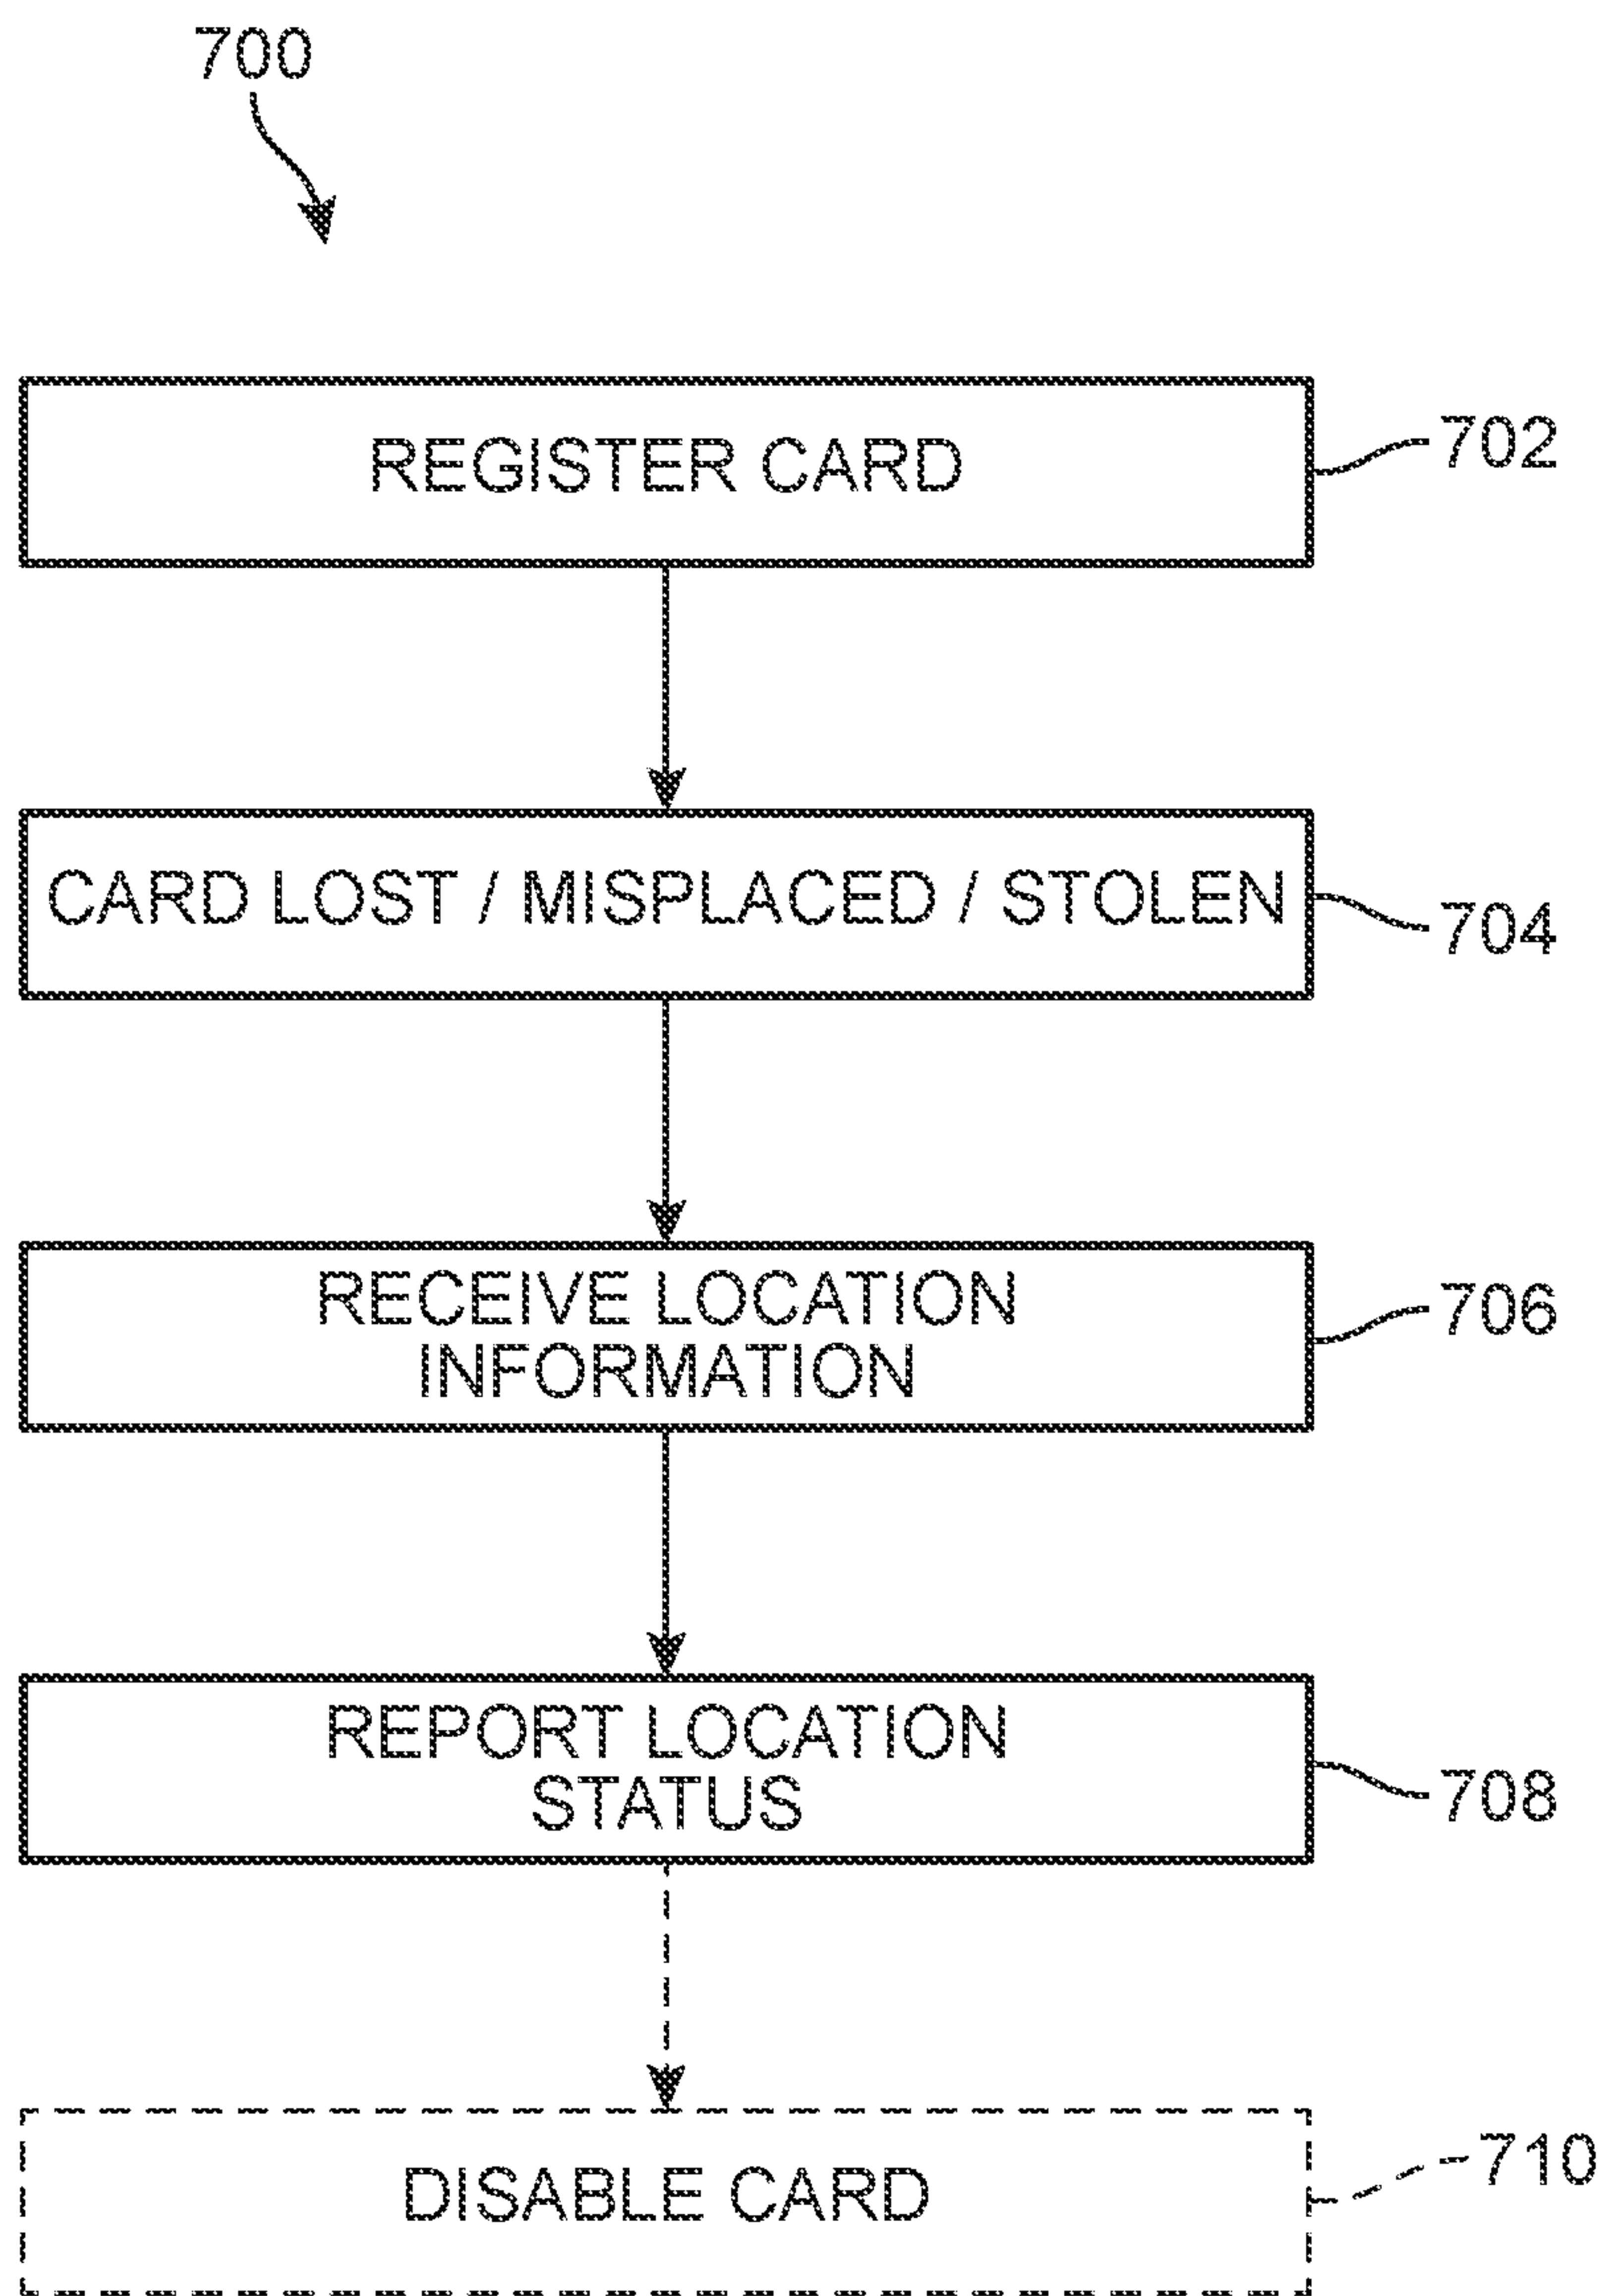 700
REGISTER CARD
702
CARD LOST / MISPLACED / STOLEN
704
RECEIVE LOCATION
INFORMATION
706
REPORT LOCATION
STATUS
708
DISABLE CARD
710